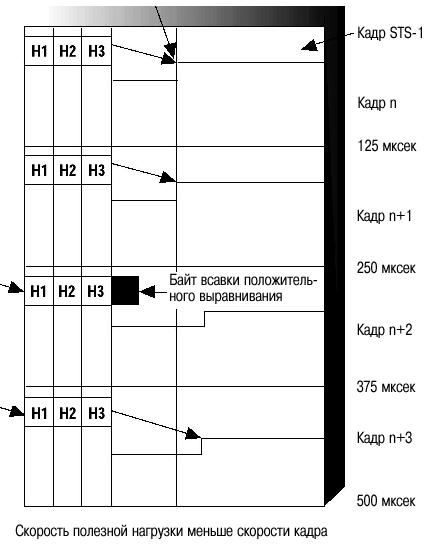 Кадр STS-1
H1 H2 H3
Кадр n
125 мксек
H1 H2 H3
Кадр n+1
250 мксек
Байт всавки положитель-
ного выравнивания
H1 H2 H3
Кадр n+2
375 мксек
H1 H2 H3
Кадр n+3
500 мксек
Скорость полезной нагрузки меньше скорости кадра